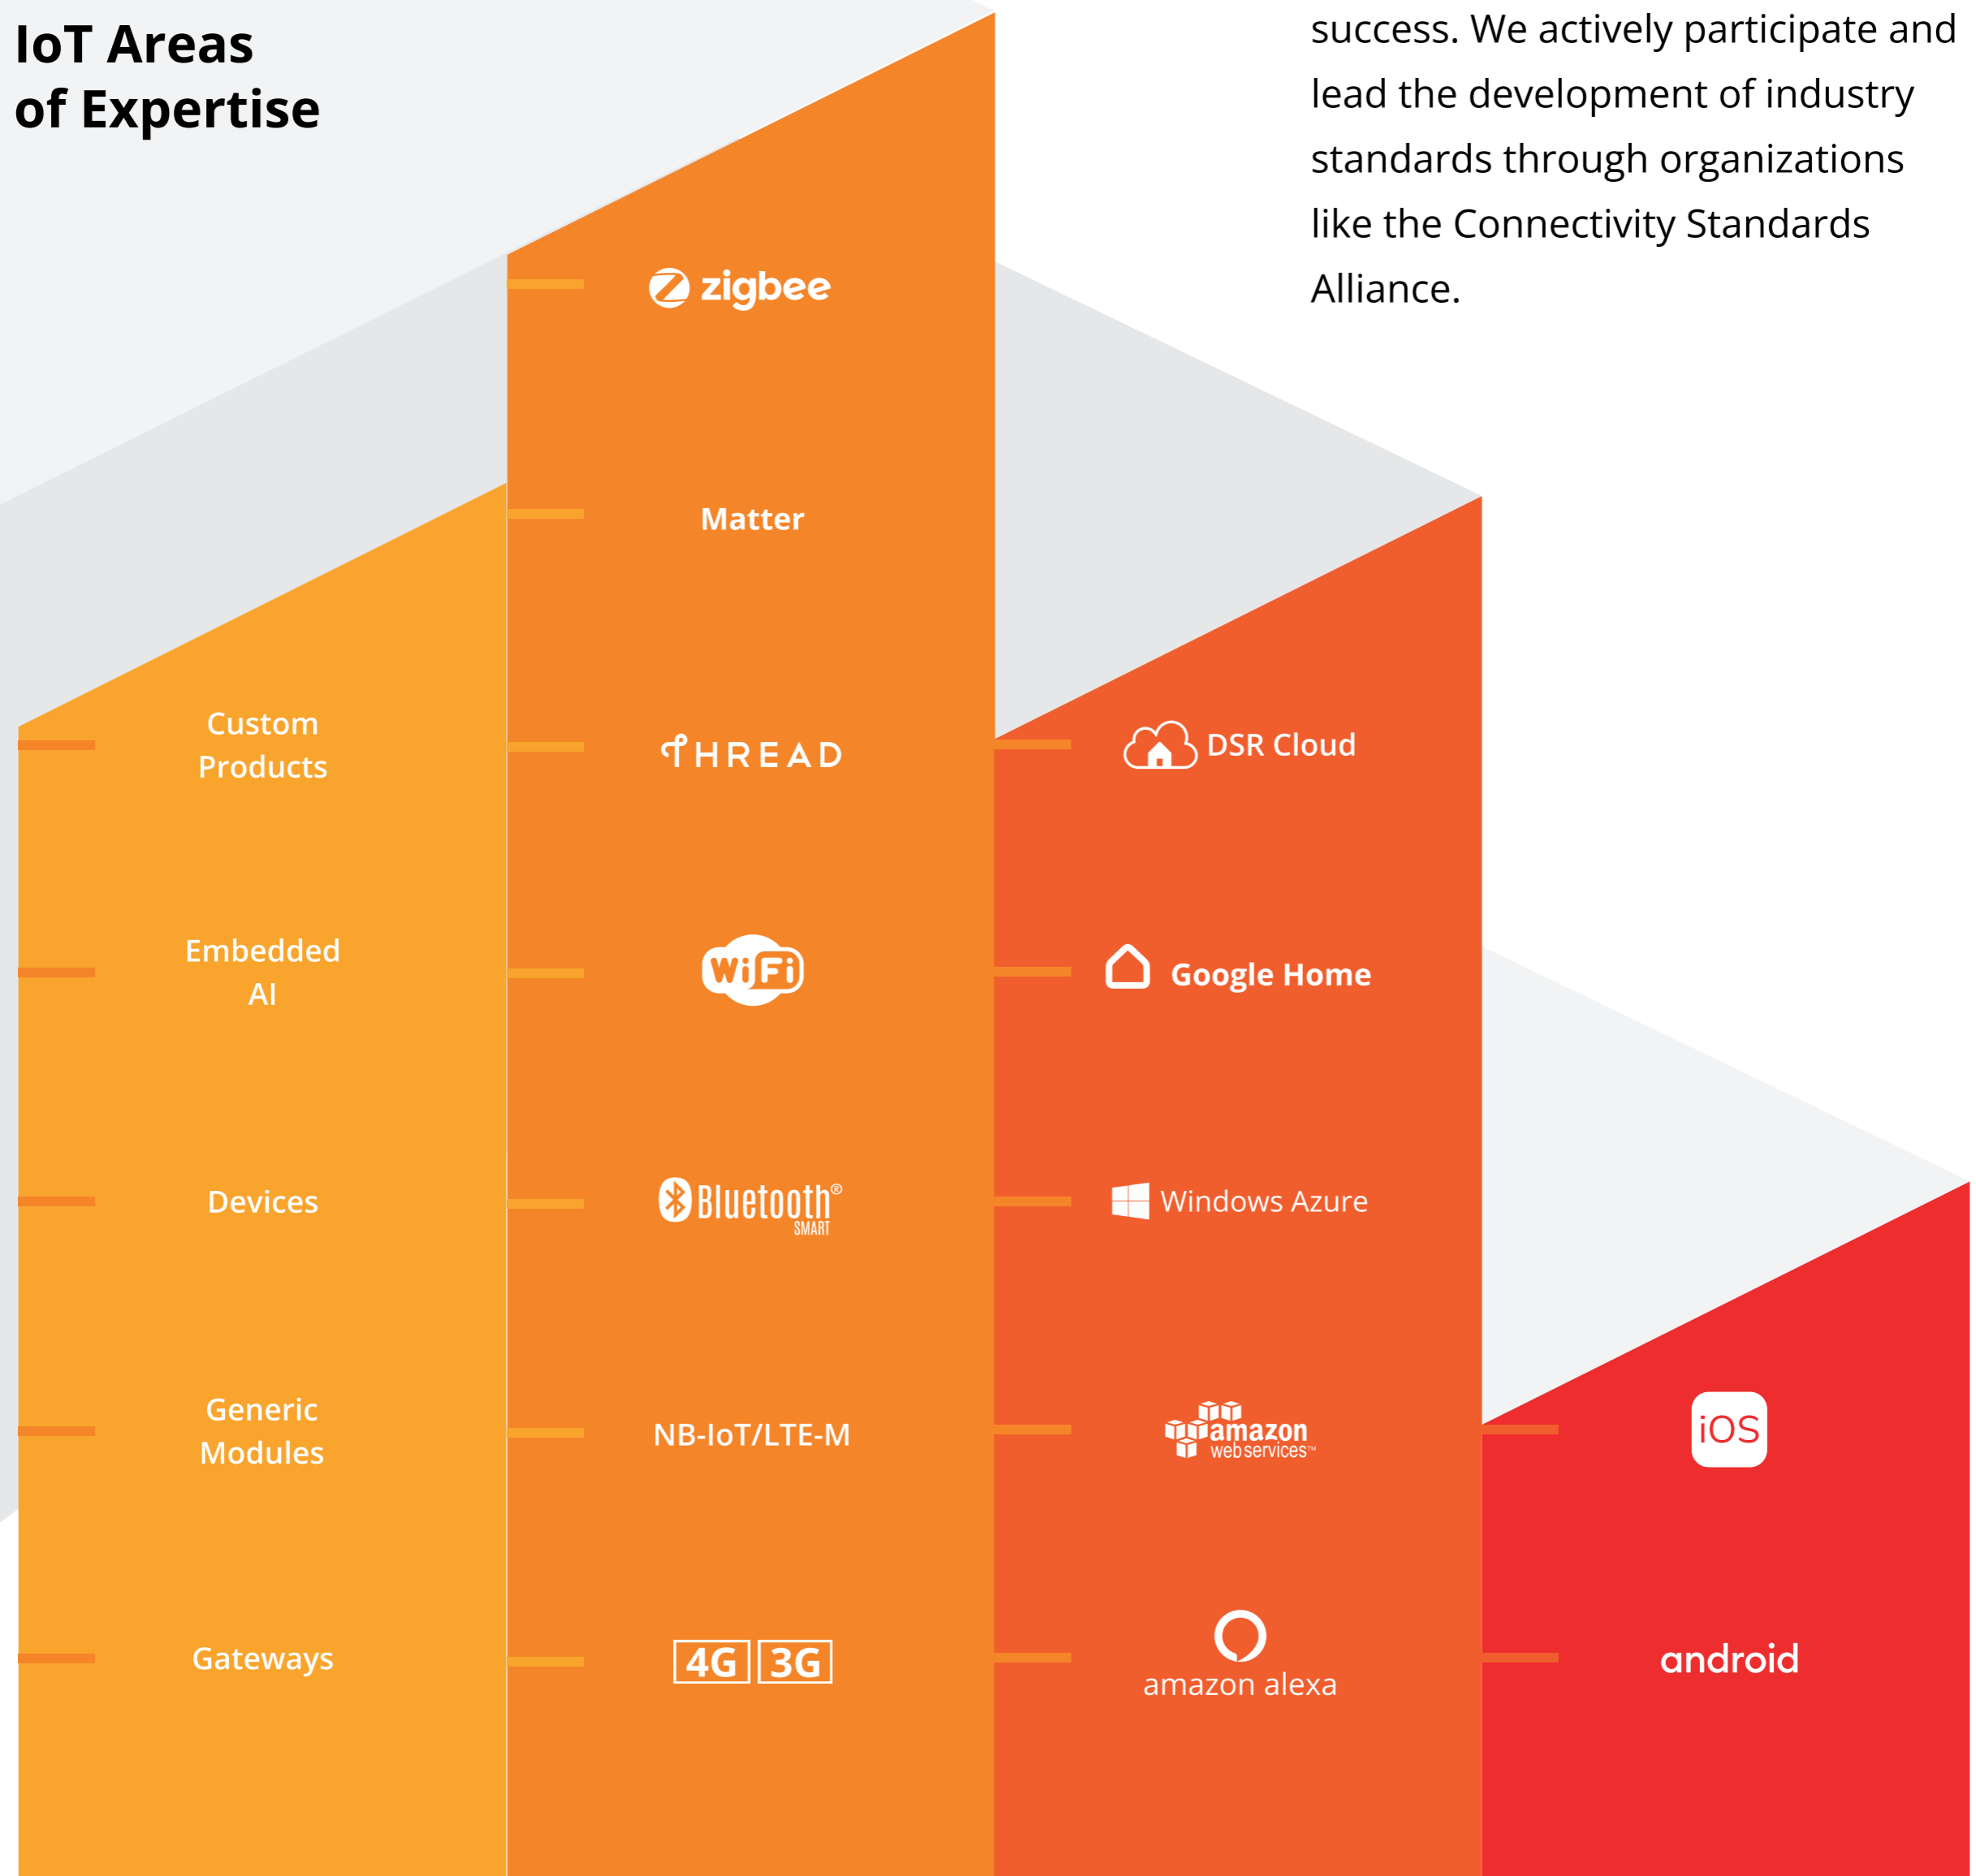 IoT Areas
of Expertise
success. We actively participate and
lead the development of industry
standards through organizations
like the Connectivity Standards
Alliance.
Custom
Products
Embedded
AI
Devices
Generic
Modules
Gateways
zigbee
Matter
THREAD
WiFi
Bluetooth®
SMART
NB-IoT/LTE-M
4G 3G
DSR Cloud
Google Home
Windows Azure
amazon
web services™
amazon alexa
iOS
android